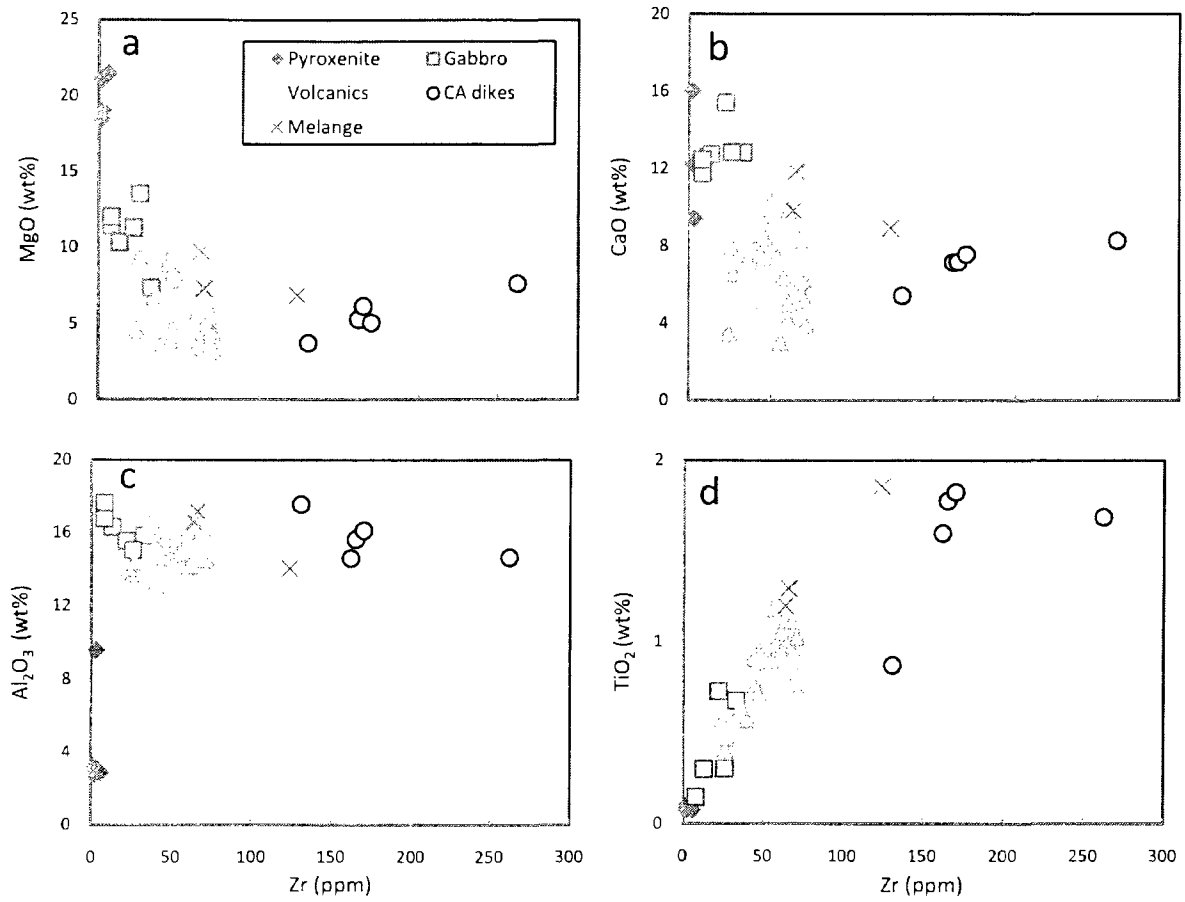 a
Pyroxenite
Gabbro
Volcanics
CA dikes
Melange
MgO (wt%)
25
20
15
10
5
0
b
CaO (wt%)
20
16
12
8
4
0
c
Al₂O₃ (wt%)
20
16
12
8
4
0
0 50 100 150 200 250 300
Zr (ppm)
d
TiO₂ (wt%)
2
1
0
0 50 100 150 200 250 300
Zr (ppm)